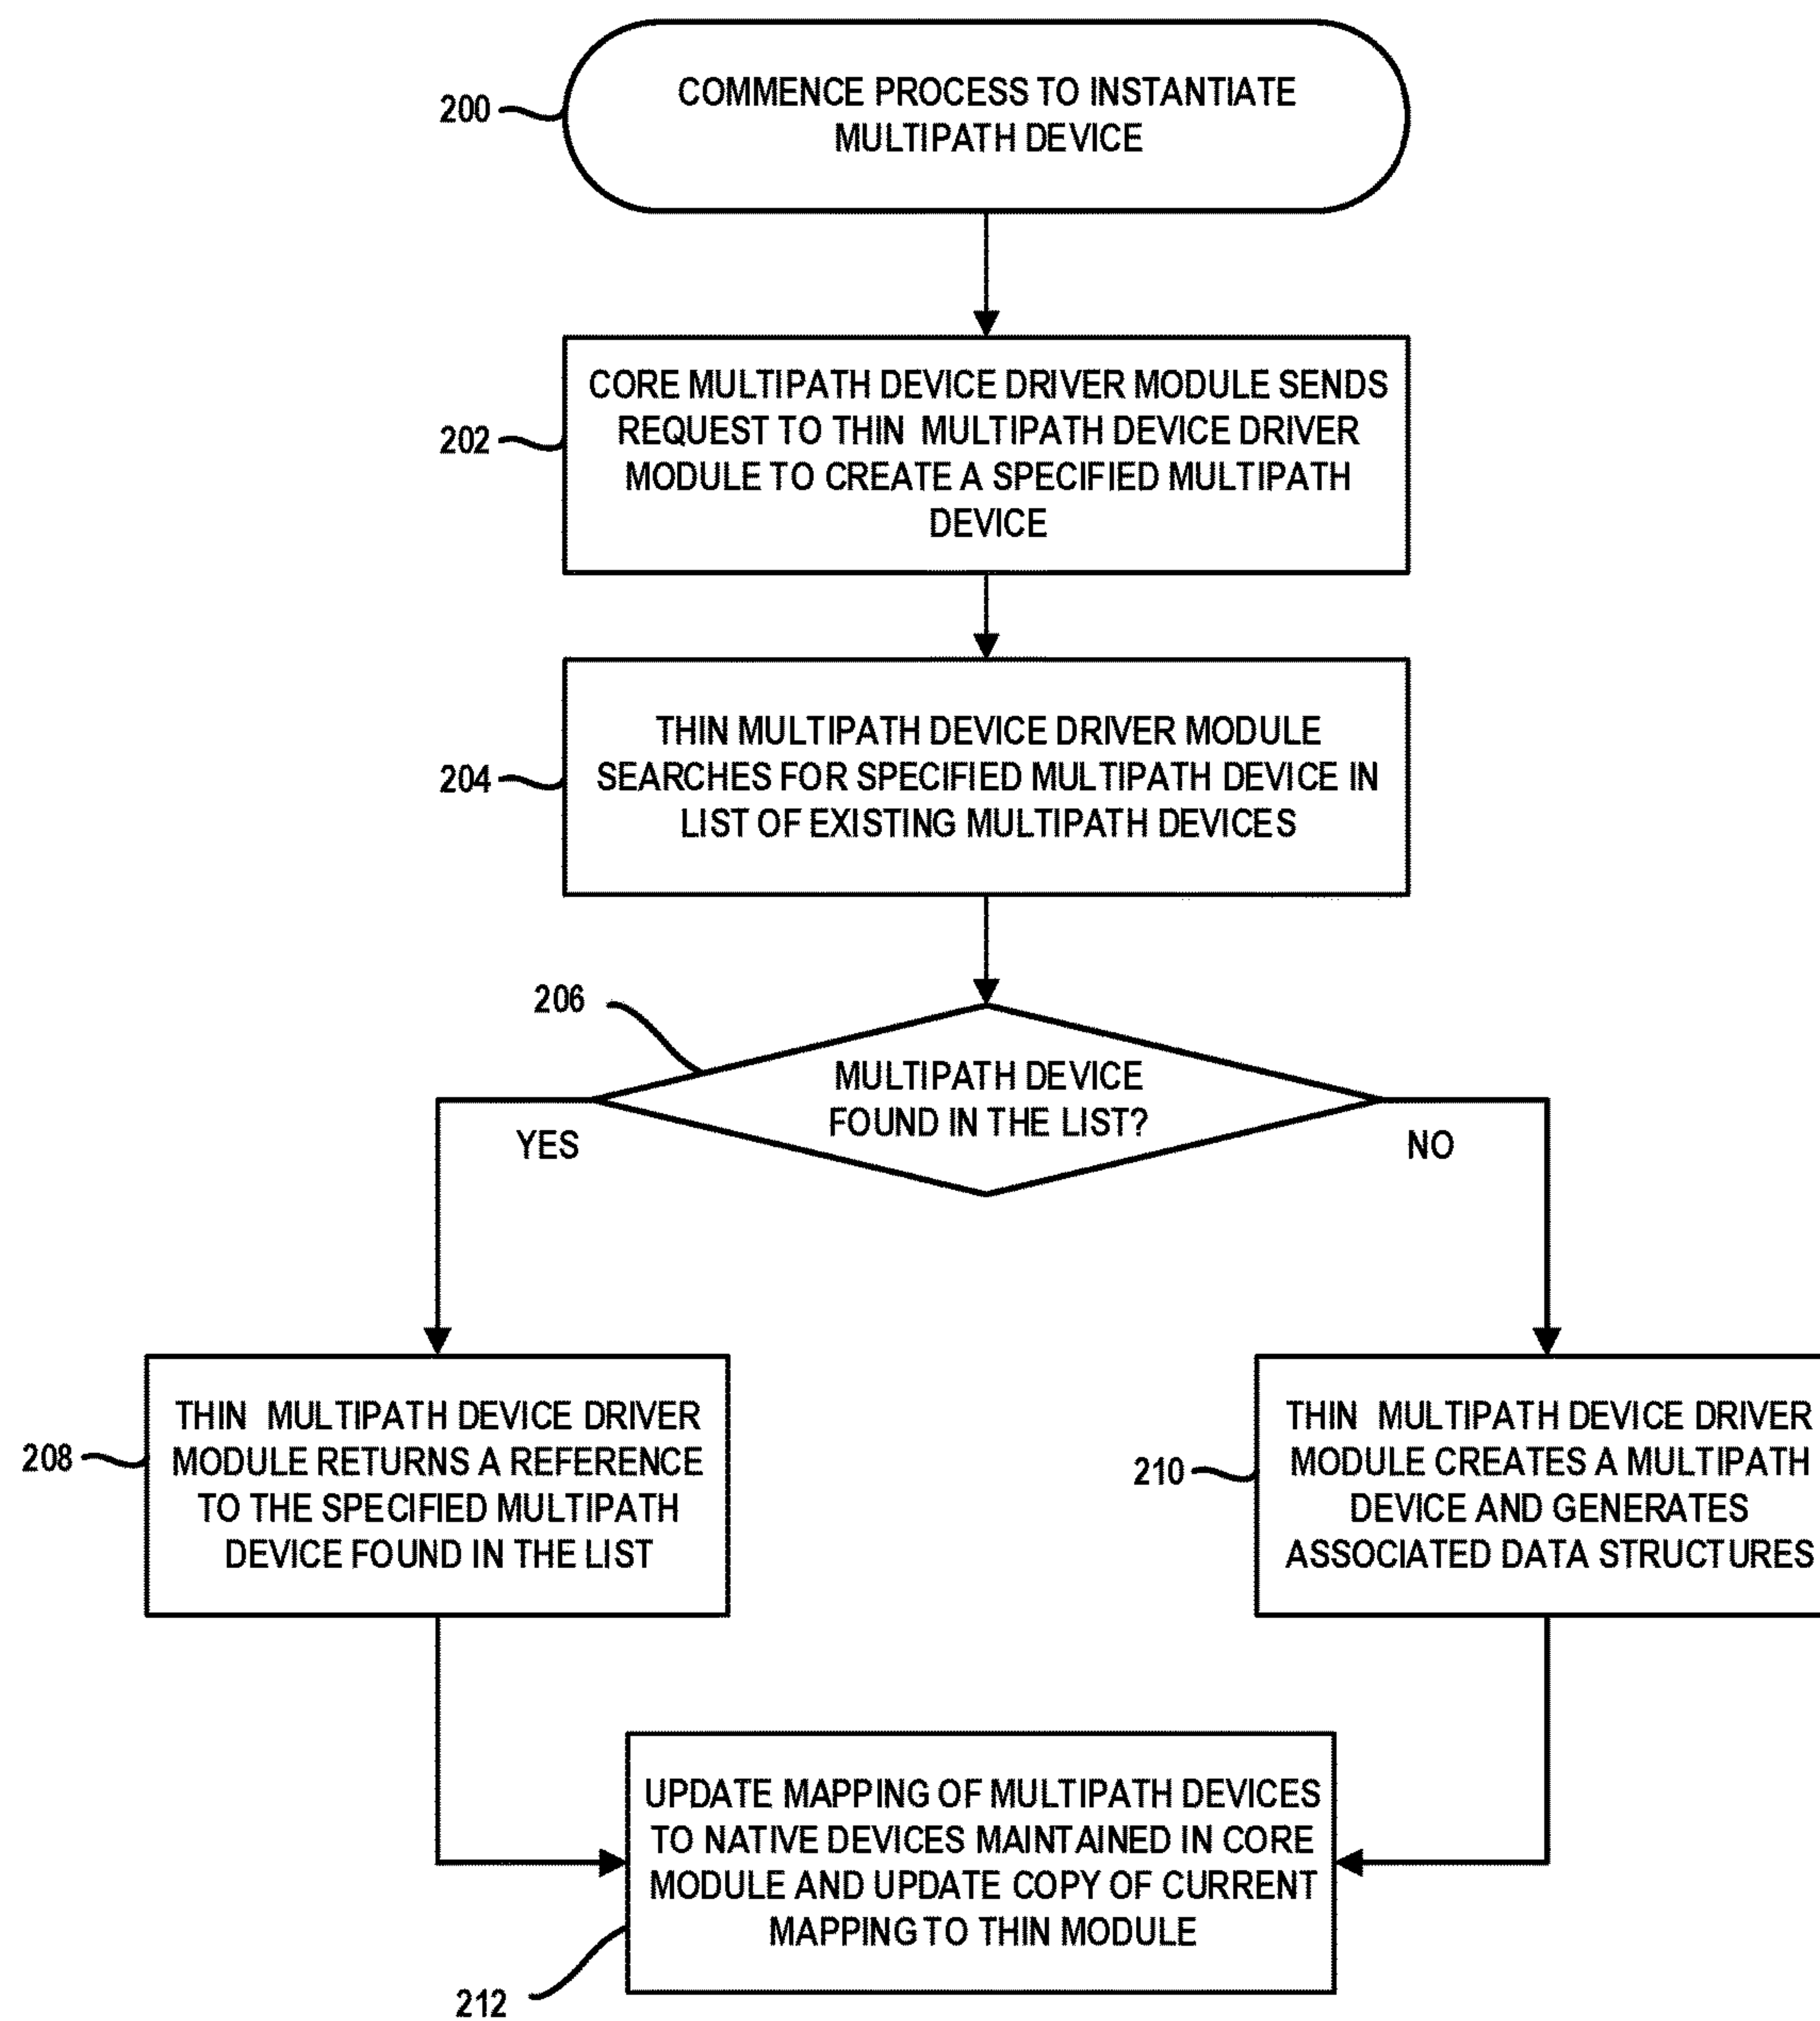 200
COMMENCE PROCESS TO INSTANTIATE
MULTIPATH DEVICE
202
CORE MULTIPATH DEVICE DRIVER MODULE SENDS
REQUEST TO THIN MULTIPATH DEVICE DRIVER
MODULE TO CREATE A SPECIFIED MULTIPATH
DEVICE
204
THIN MULTIPATH DEVICE DRIVER MODULE
SEARCHES FOR SPECIFIED MULTIPATH DEVICE IN
LIST OF EXISTING MULTIPATH DEVICES
206
MULTIPATH DEVICE
FOUND IN THE LIST?
YES
NO
208
THIN MULTIPATH DEVICE DRIVER
MODULE RETURNS A REFERENCE
TO THE SPECIFIED MULTIPATH
DEVICE FOUND IN THE LIST
210
THIN MULTIPATH DEVICE DRIVER
MODULE CREATES A MULTIPATH
DEVICE AND GENERATES
ASSOCIATED DATA STRUCTURES
UPDATE MAPPING OF MULTIPATH DEVICES
TO NATIVE DEVICES MAINTAINED IN CORE
MODULE AND UPDATE COPY OF CURRENT
MAPPING TO THIN MODULE
212